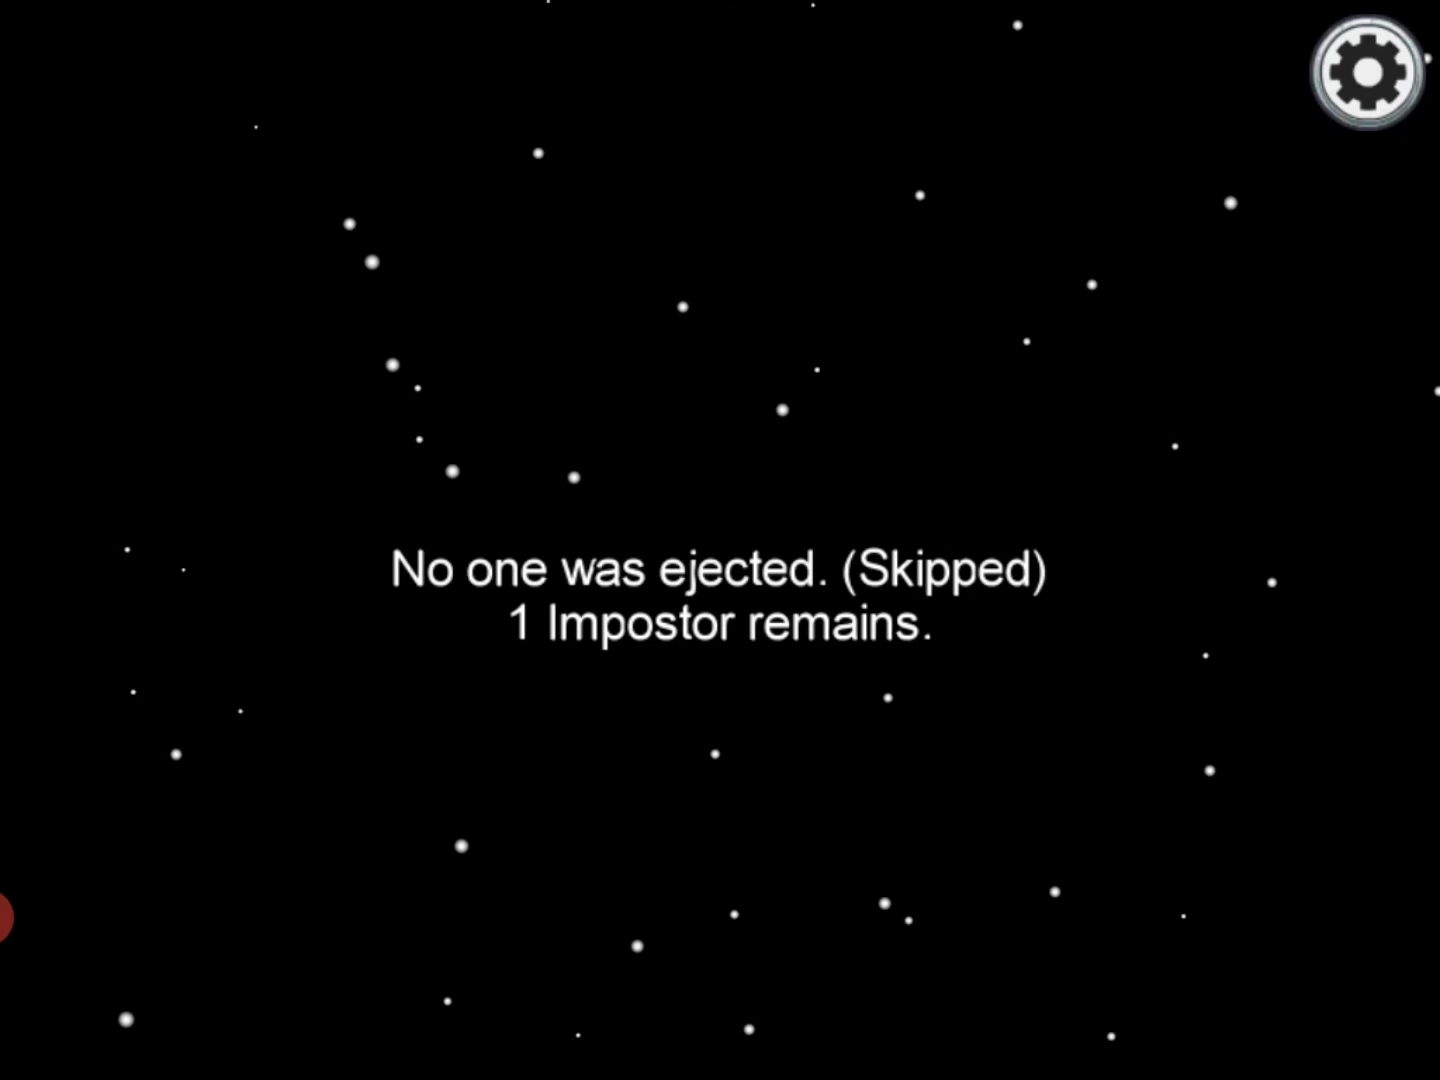 No one was ejected. (Skipped)
1 Impostor remains.